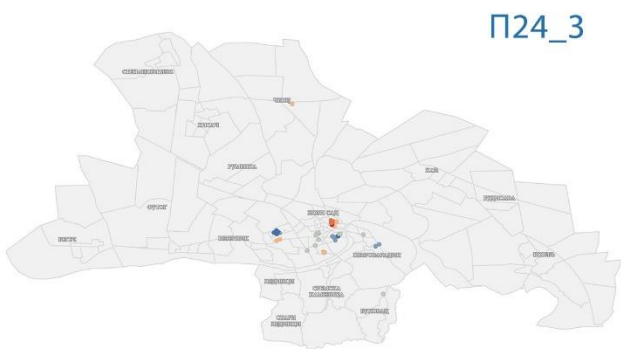 П24_3
СТЕПАНОВИЋЕВО
ЧЕНЕЈ
КИСАЧ
РУМЕНКА
КАЋ
БУДИСАВА
ФУТОГ
НОВИ САД
БЕГЕЧ
ВЕТЕРНИК
ПЕТРОВАРАДИН
КОВИЉ
ЛЕДИНЦИ
СРЕМСКА
КАМЕНИЦА
БУКОВАЦ
СТАРИ
ЛЕДИНЦИ